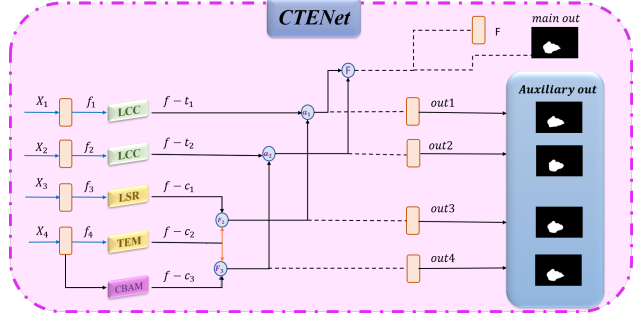 CTENet
F
main out
Auxiliary out
X₁ f₁ LCC f − t₁ a₁ F out1
X₂ f₂ LCC f − t₂ a₂ out2
X₃ f₃ LSR f − c₁
F₂ out3
X₄ f₄ TEM f − c₂
F₃ out4
CBAM f − c₃